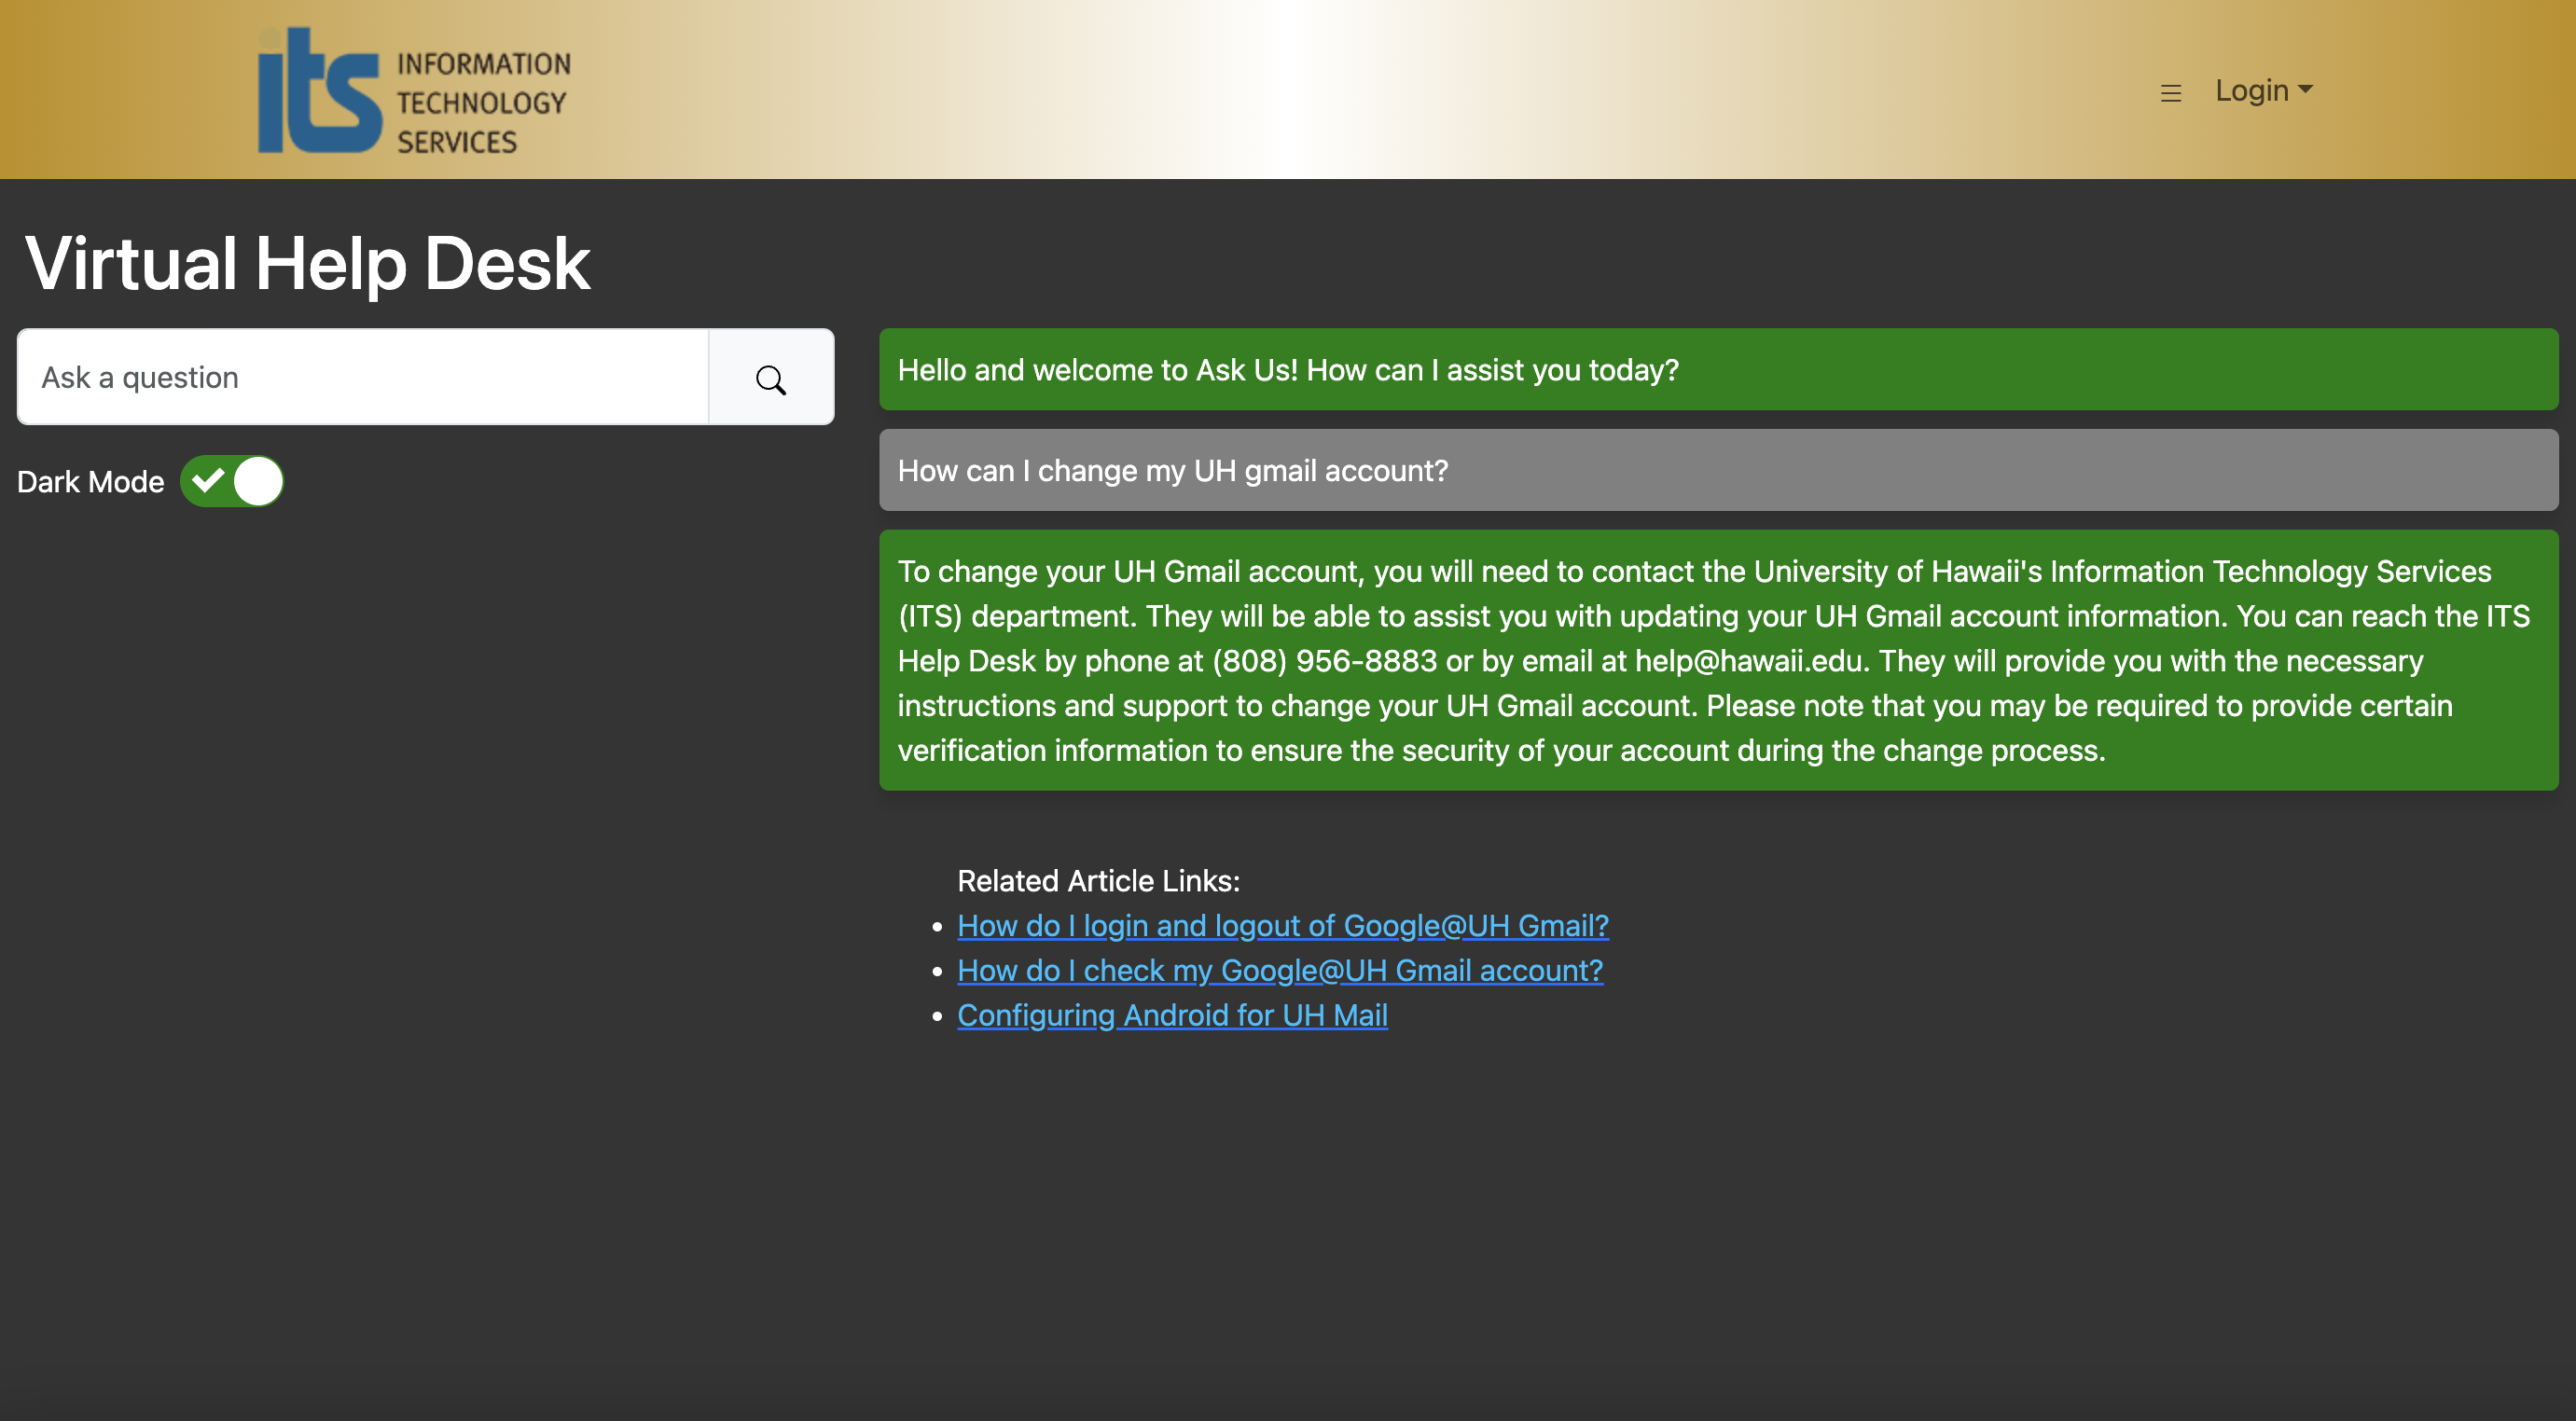 its
INFORMATION
TECHNOLOGY
SERVICES
Login
Virtual Help Desk
Ask a question
Dark Mode
Hello and welcome to Ask Us! How can I assist you today?
How can I change my UH gmail account?
To change your UH Gmail account, you will need to contact the University of Hawaii's Information Technology Services
(ITS) department. They will be able to assist you with updating your UH Gmail account information. You can reach the ITS
Help Desk by phone at (808) 956-8883 or by email at help@hawaii.edu. They will provide you with the necessary
instructions and support to change your UH Gmail account. Please note that you may be required to provide certain
verification information to ensure the security of your account during the change process.
Related Article Links:
• How do I login and logout of Google@UH Gmail?
• How do I check my Google@UH Gmail account?
• Configuring Android for UH Mail